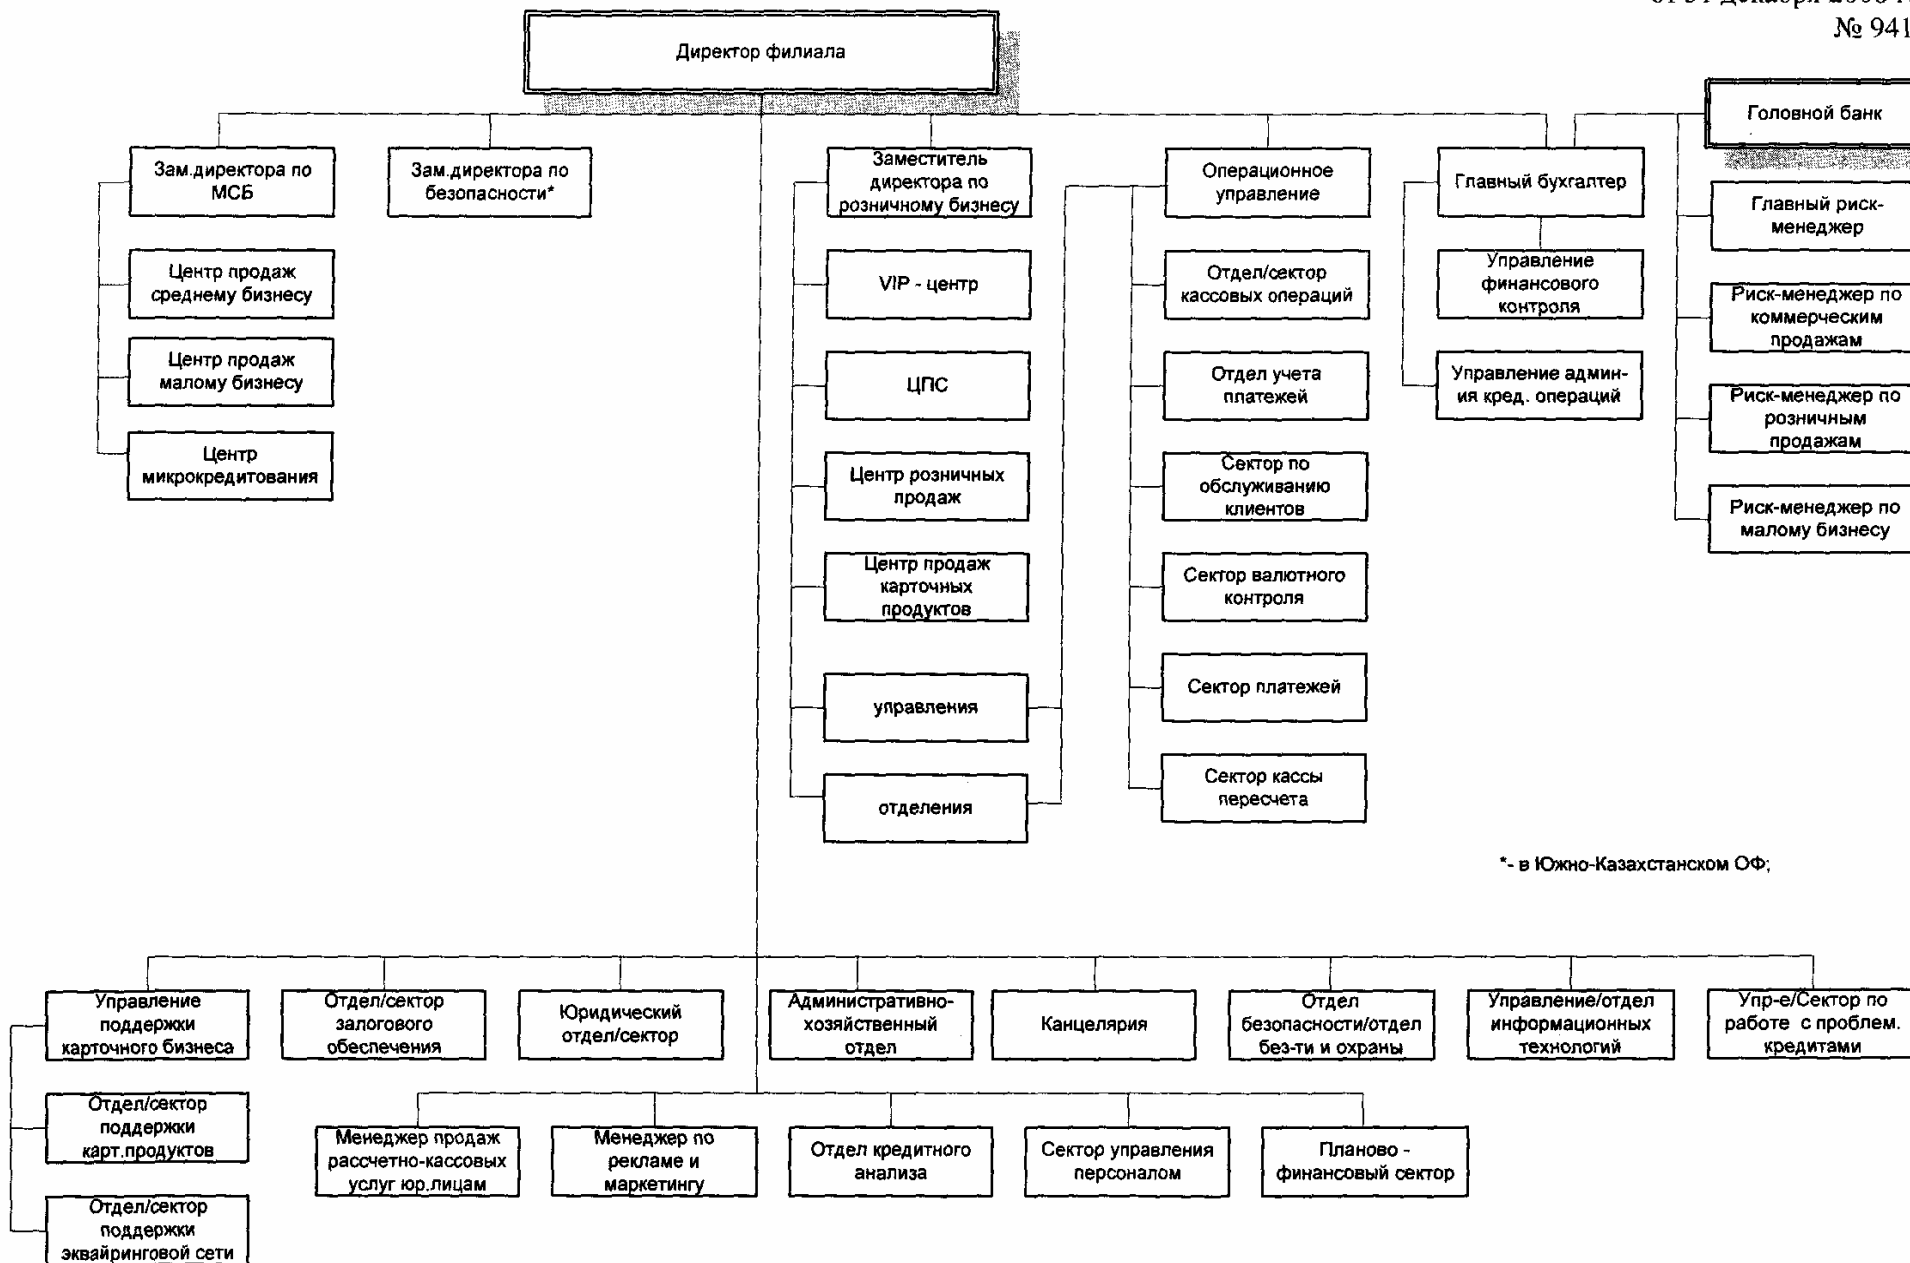 № 941
Директор филиала
Головной банк
Зам.директора по
МСБ
Зам.директора по
безопасности*
Заместитель
директора по
розничному бизнесу
Операционное
управление
Главный бухгалтер
Главный риск-
менеджер
Центр продаж
среднему бизнесу
VIP - центр
Отдел/сектор
кассовых операций
Управление
финансового
контроля
Риск-менеджер по
коммерческим
продажам
Центр продаж
малому бизнесу
ЦПС
Отдел учета
платежей
Управление админ-
ия кред. операций
Риск-менеджер по
розничным
продажам
Центр
микрокредитования
Центр розничных
продаж
Сектор по
обслуживанию
клиентов
Риск-менеджер по
малому бизнесу
Центр продаж
карточных
продуктов
Сектор валютного
контроля
управления
Сектор платежей
отделения
Сектор кассы
пересчета
*- в Южно-Казахстанском ОФ;
Управление
поддержки
карточного бизнеса
Отдел/сектор
залогового
обеспечения
Юридический
отдел/сектор
Административно-
хозяйственный
отдел
Канцелярия
Отдел
безопасности/отдел
без-ти и охраны
Управление/отдел
информационных
технологий
Упр-е/Сектор по
работе с проблем.
кредитами
Отдел/сектор
поддержки
карт.продуктов
Менеджер продаж
рассчетно-кассовых
услуг юр.лицам
Менеджер по
рекламе и
маркетингу
Отдел кредитного
анализа
Сектор управления
персоналом
Планово -
финансовый сектор
Отдел/сектор
поддержки
эквайринговой сети